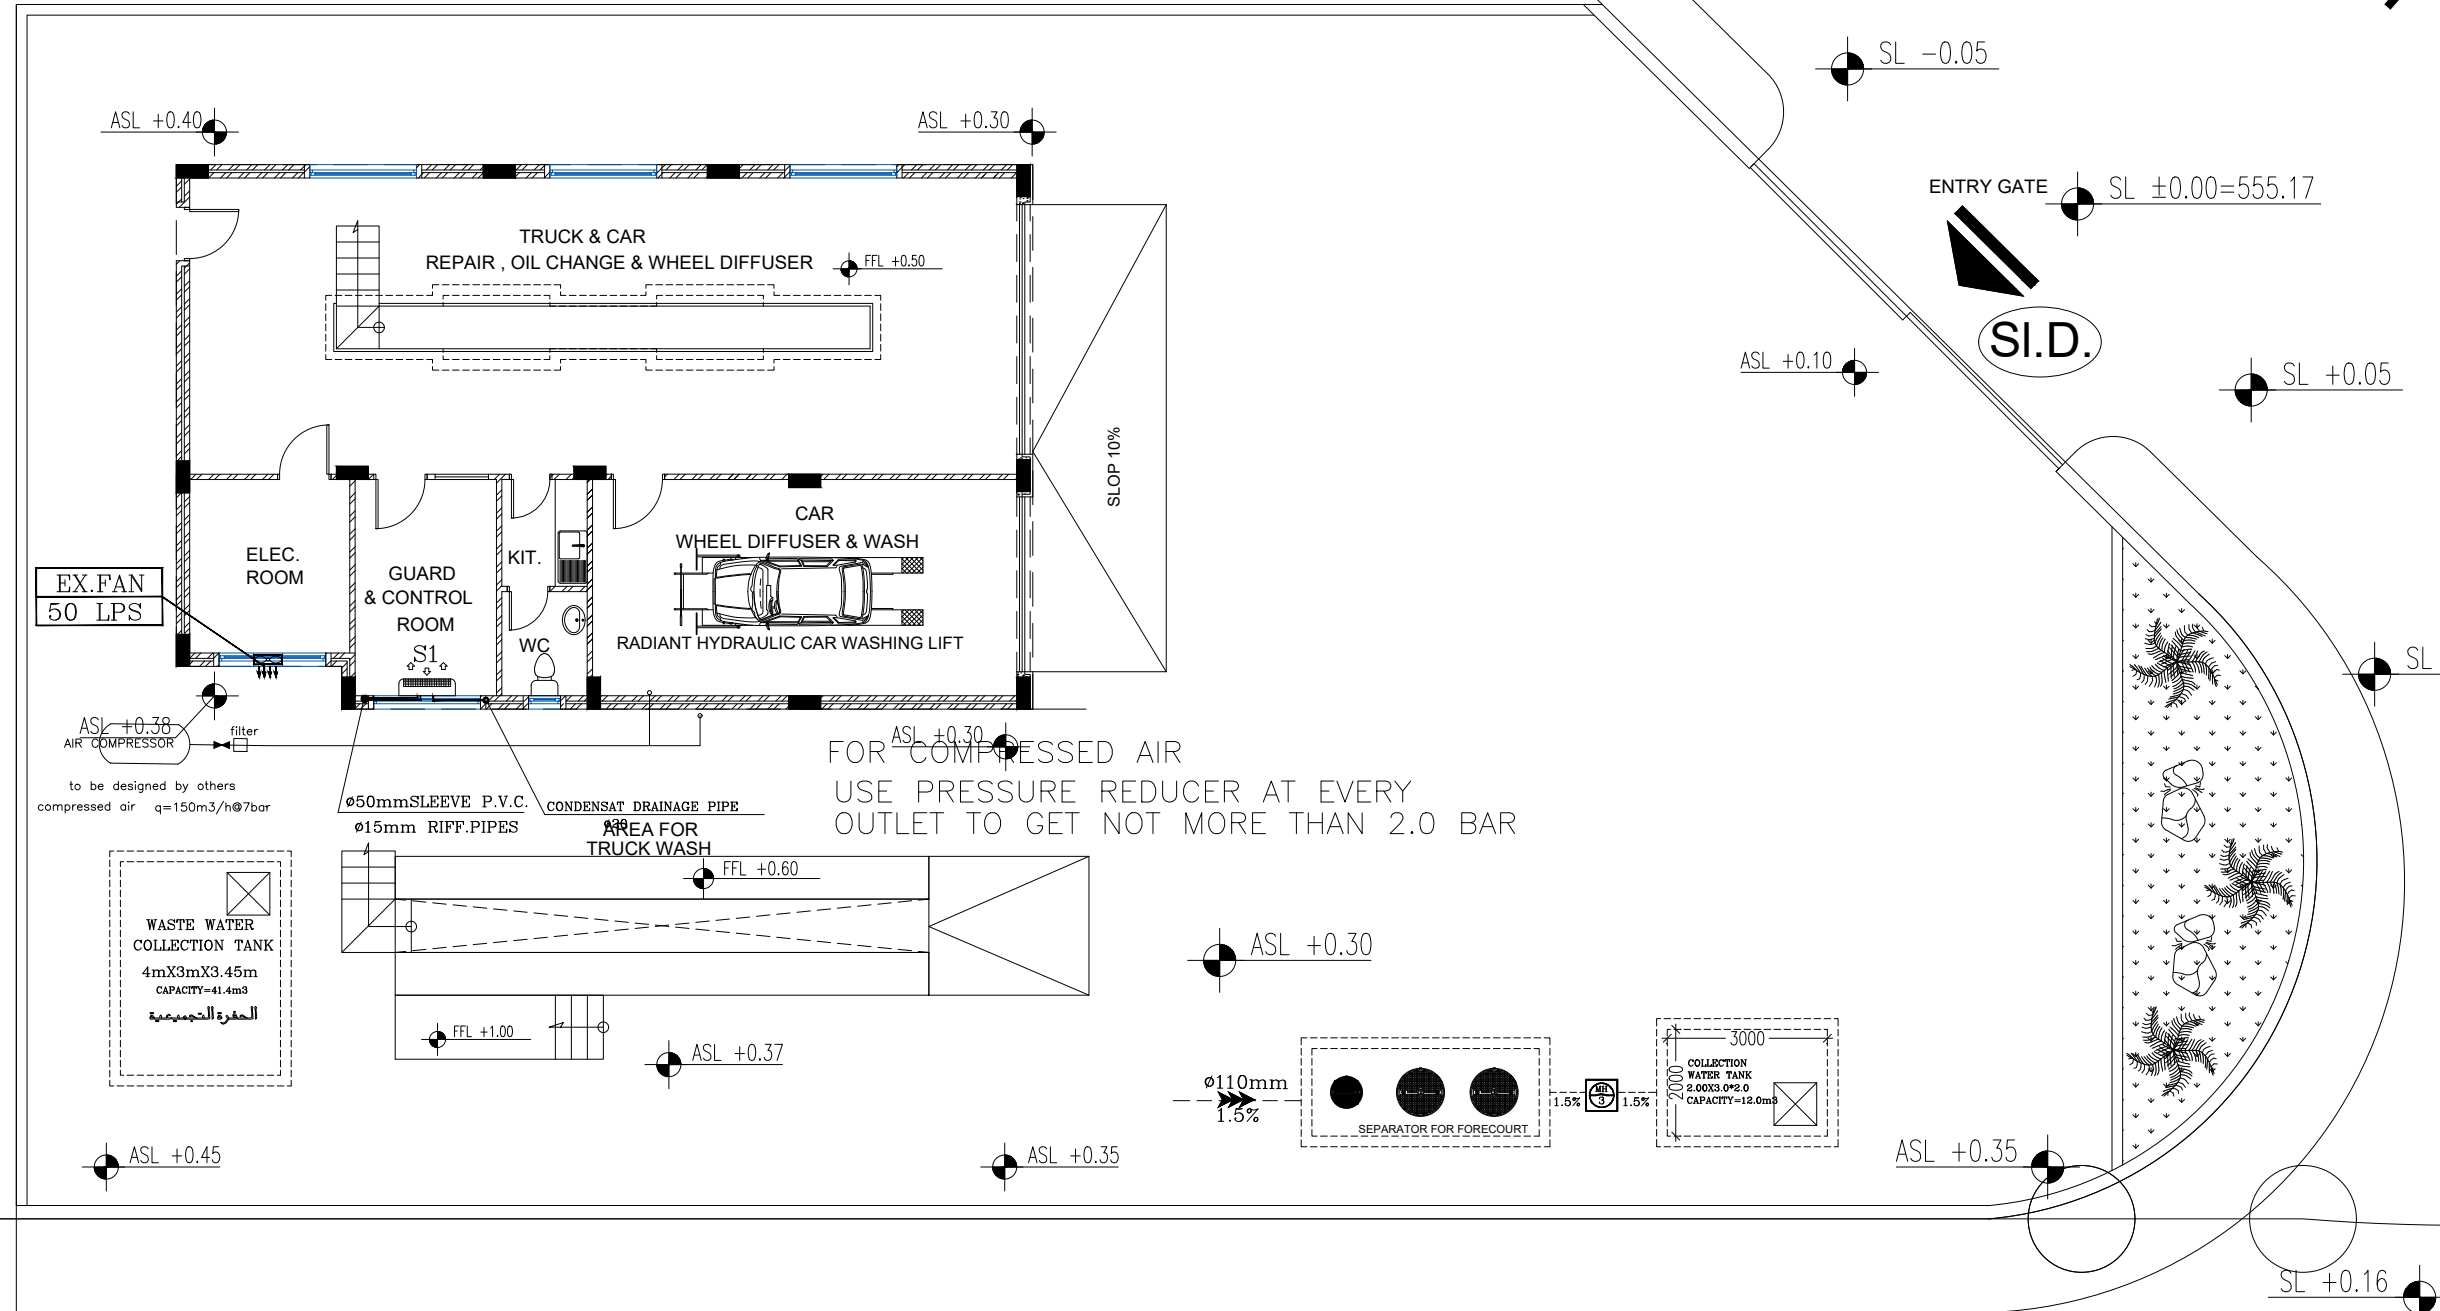 SL -0.05
ASL +0.40
ASL +0.30
ENTRY GATE
SL ±0.00=555.17
TRUCK & CAR
REPAIR , OIL CHANGE & WHEEL DIFFUSER
FFL +0.50
SI.D.
ASL +0.10
SL +0.05
SLOP 10%
CAR
WHEEL DIFFUSER & WASH
ELEC.
ROOM
GUARD
& CONTROL
ROOM
S1
KIT.
WC
RADIANT HYDRAULIC CAR WASHING LIFT
EX.FAN
50 LPS
SL
ASL +0.38
AIR COMPRESSOR
filter
ASL +0.30
FOR COMPRESSED AIR
USE PRESSURE REDUCER AT EVERY
OUTLET TO GET NOT MORE THAN 2.0 BAR
to be designed by others
compressed air q=150m3/h@7bar
ø50mmSLEEVE P.V.C.
ø15mm RIFF.PIPES
CONDENSAT DRAINAGE PIPE
AREA FOR
TRUCK WASH
FFL +0.60
WASTE WATER
COLLECTION TANK
4mX3mX3.45m
CAPACITY=41.4m3
الحفرة التجميعية
ASL +0.30
FFL +1.00
ASL +0.37
ø110mm
1.5%
SEPARATOR FOR FORECOURT
1.5%
MH
3
1.5%
3000
2000
COLLECTION
WATER TANK
2.00X3.0*2.0
CAPACITY=12.0m3
ASL +0.45
ASL +0.35
ASL +0.35
SL +0.16